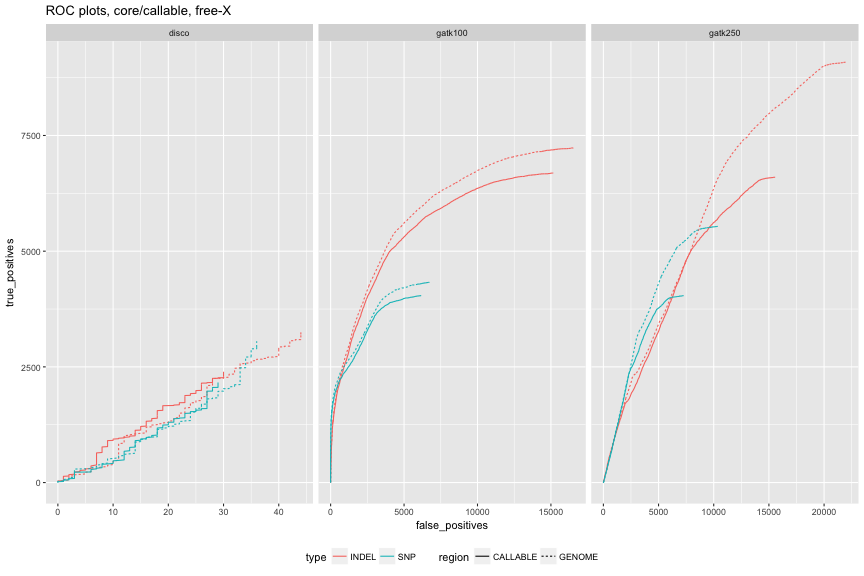 ROC plots, core/callable, free-X
disco gatk100 gatk250
true_positives
7500
5000
2500
0
0 10 20 30 40 0 5000 10000 15000 0 5000 10000 15000 20000
false_positives
type INDEL SNP region CALLABLE GENOME